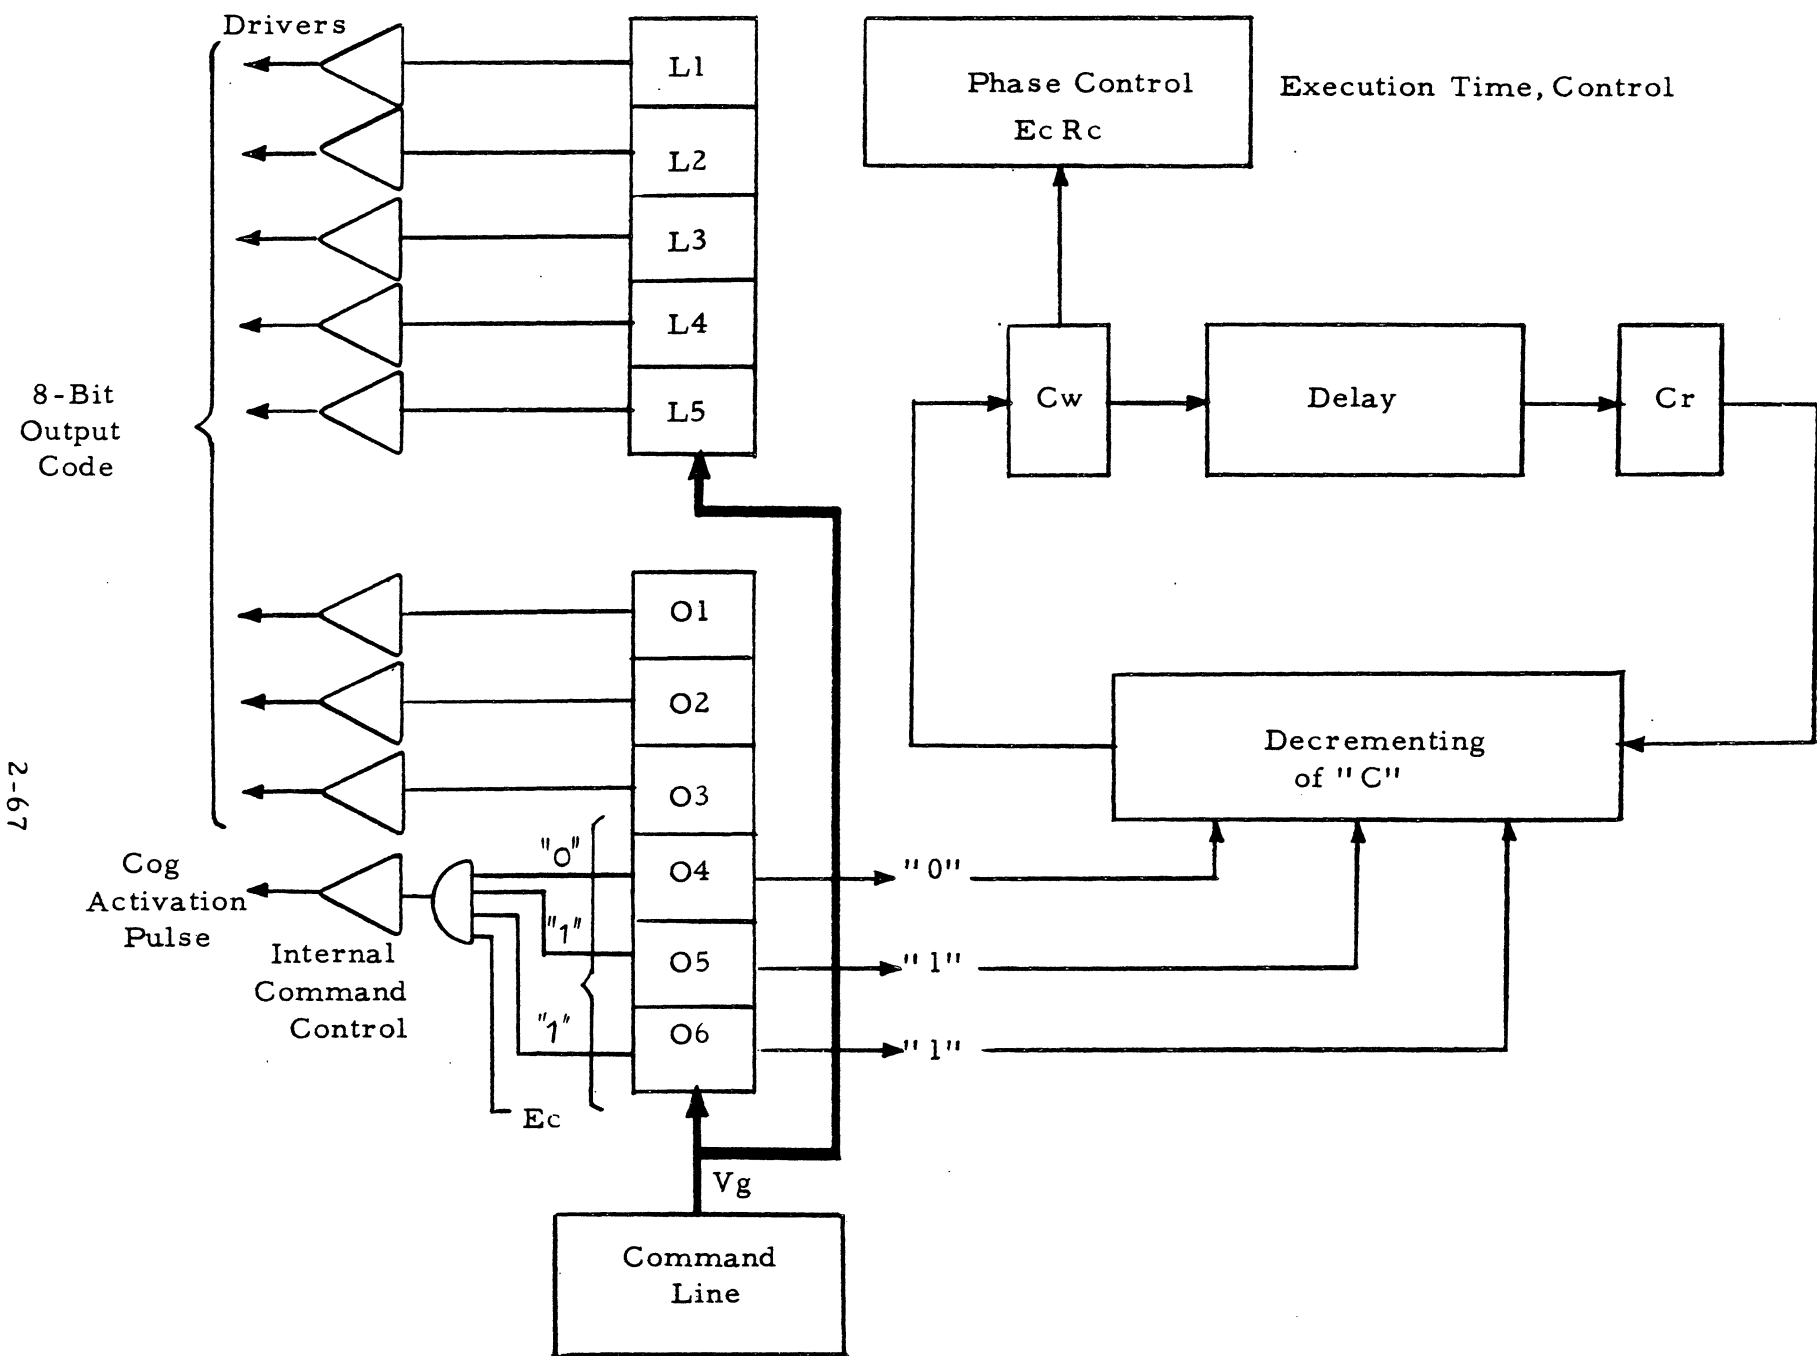 Drivers
L1
L2
L3
L4
L5
8-Bit
Output
Code
Phase Control
Ec Rc
Execution Time, Control
Cw
Delay
Cr
O1
O2
O3
O4
O5
O6
Decrementing
of "C"
"0"
"1"
"1"
"0"
"1"
"1"
Cog
Activation
Pulse
Internal
Command
Control
Ec
Vg
Command
Line
2-67